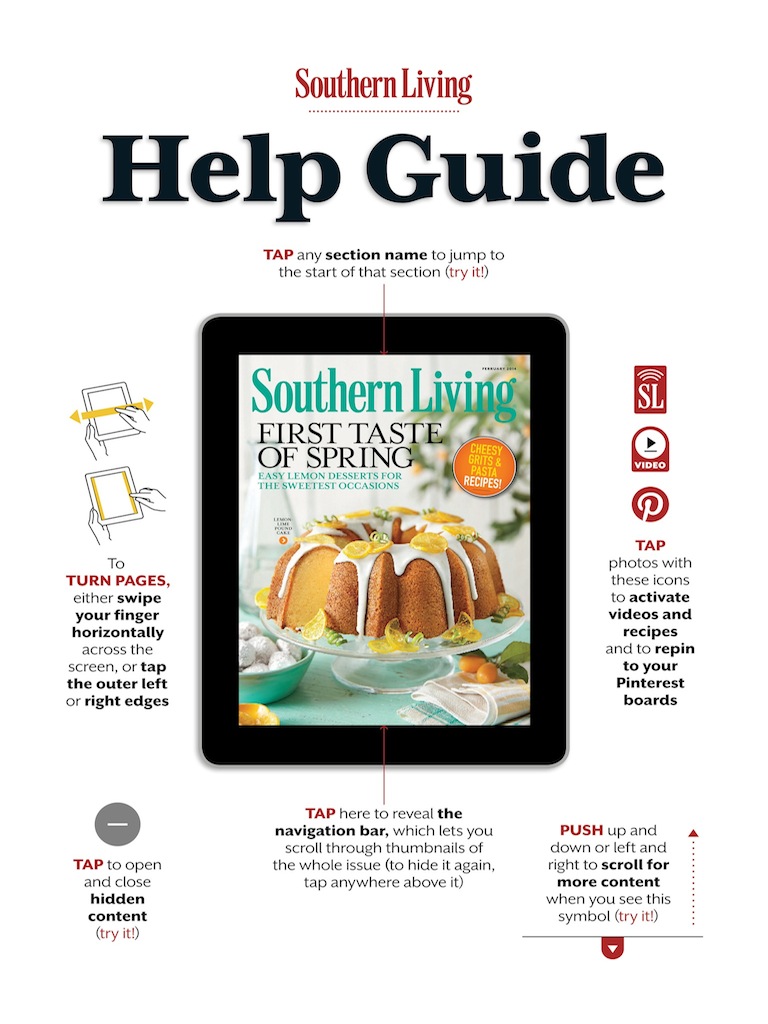 Southern Living
Help Guide
TAP any section name to jump to
the start of that section (try it!)
FEBRUARY 2016
Southern Living
FIRST TASTE
OF SPRING
EASY LEMON DESSERTS FOR
THE SWEETEST OCCASIONS
CHEESY
GRITS &
PASTA
RECIPES!
LEMON
LIME
POUND
CAKE
To
TURN PAGES,
either swipe
your finger
horizontally
across the
screen, or tap
the outer left
or right edges
SL
VIDEO
TAP
photos with
these icons
to activate
videos and
recipes
and to repin
to your
Pinterest
boards
TAP to open
and close
hidden
content
(try it!)
TAP here to reveal the
navigation bar, which lets you
scroll through thumbnails of
the whole issue (to hide it again,
tap anywhere above it)
PUSH up and
down or left and
right to scroll for
more content
when you see this
symbol (try it!)